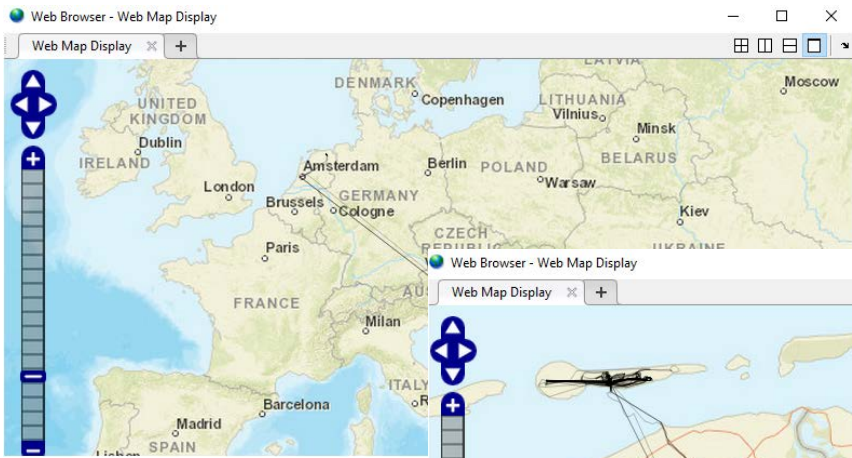 Web Browser - Web Map Display
Web Map Display
LATVIA
DENMARK
Moscow
Copenhagen
LITHUANIA
UNITED
KINGDOM
Vilnius
Minsk
Dublin
IRELAND
Amsterdam
Berlin
POLAND
BELARUS
London
Warsaw
Brussels
GERMANY
Cologne
Kiev
CZECH
Paris
UKRAINE
Web Browser - Web Map Display
Web Map Display
FRANCE
Milan
ITALY
Barcelona
Madrid
SPAIN